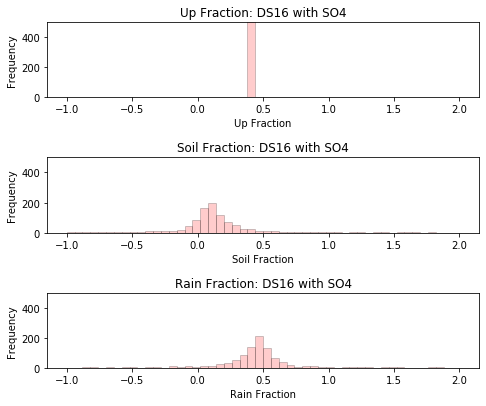 Up Fraction: DS16 with SO4
400
200
0
Frequency
−1.0 −0.5 0.0 0.5 1.0 1.5 2.0
Up Fraction
Soil Fraction: DS16 with SO4
400
200
0
Frequency
−1.0 −0.5 0.0 0.5 1.0 1.5 2.0
Soil Fraction
Rain Fraction: DS16 with SO4
400
200
0
Frequency
−1.0 −0.5 0.0 0.5 1.0 1.5 2.0
Rain Fraction